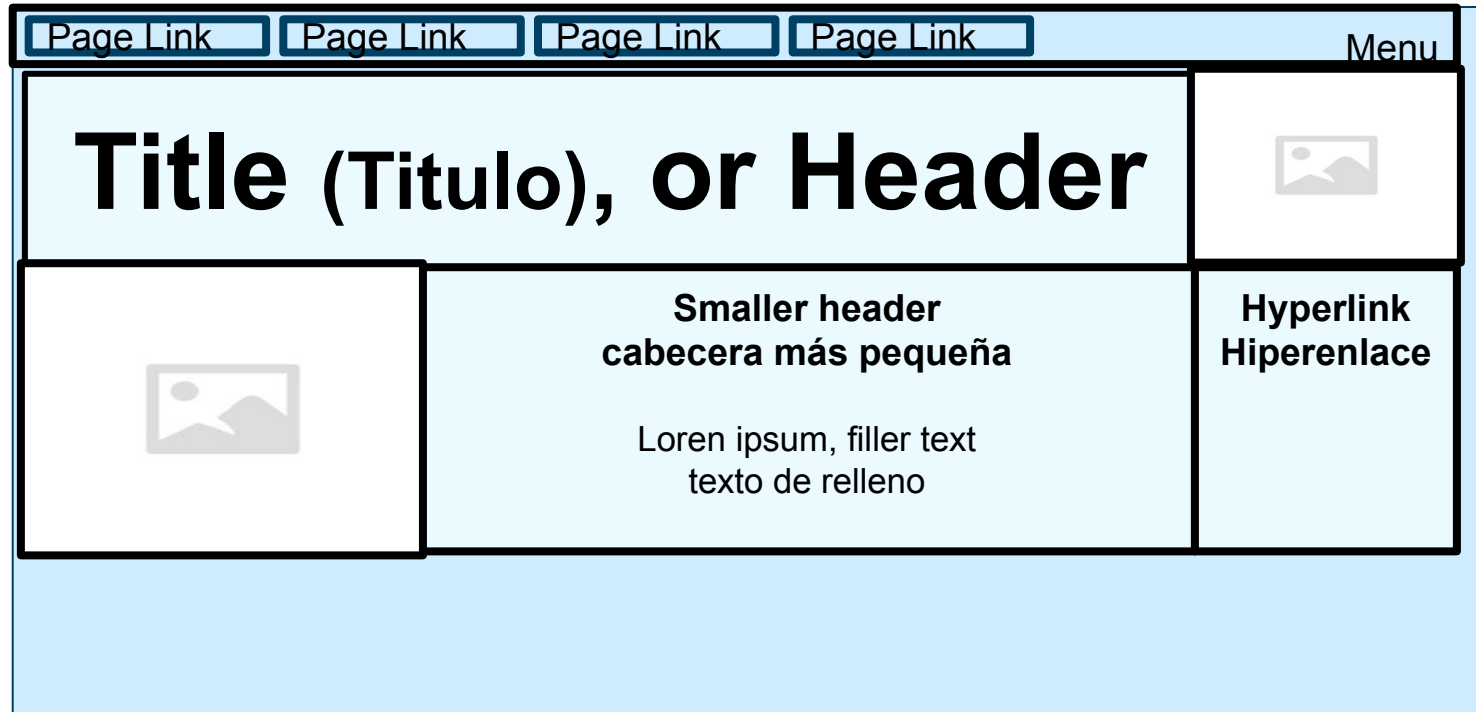 Page Link
Page Link
Page Link
Page Link
Menu
Title (Titulo), or Header
Smaller header
cabecera más pequeña
Loren ipsum, filler text
texto de relleno
Hyperlink
Hiperenlace